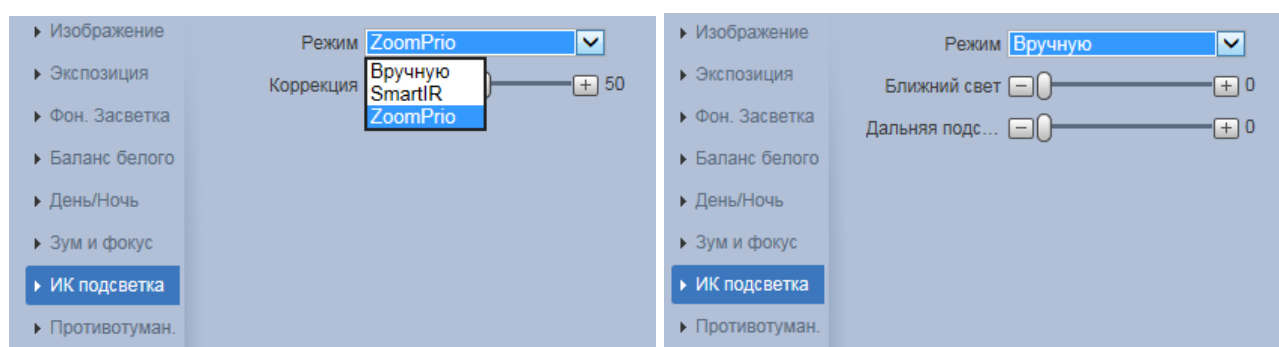 Изображение
Экспозиция
Фон. Засветка
Баланс белого
День/Ночь
Зум и фокус
ИК подсветка
Противотуман.
Режим ZoomPrio
Вручную
SmartIR
ZoomPrio
Коррекция 50
Изображение
Экспозиция
Фон. Засветка
Баланс белого
День/Ночь
Зум и фокус
ИК подсветка
Противотуман.
Режим Вручную
Ближний свет 0
Дальняя подс... 0